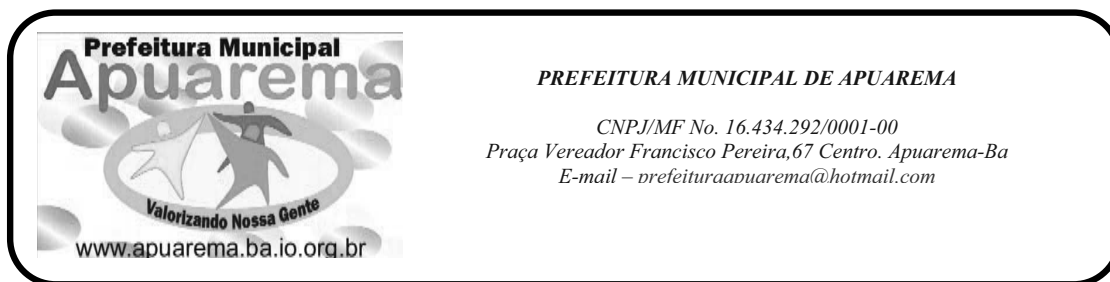 Prefeitura Municipal
Apuarema
Valorizando Nossa Gente
www.apuarema.ba.io.org.br
PREFEITURA MUNICIPAL DE APUAREMA
CNPJ/MF No. 16.434.292/0001-00
Praça Vereador Francisco Pereira,67 Centro. Apuarema-Ba
E-mail – prefeituraapuarema@hotmail.com